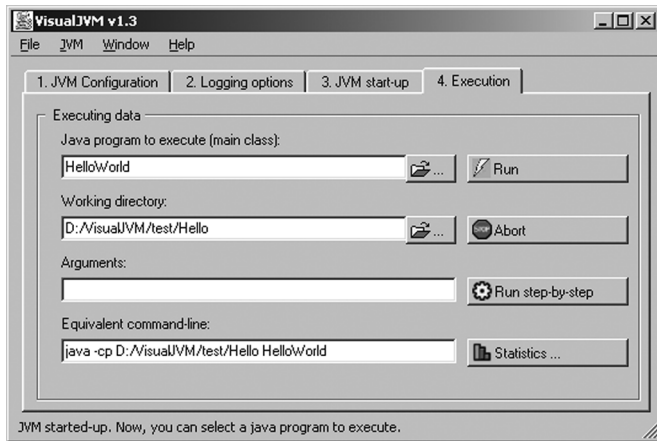 VisualJVM v1.3
File JVM Window Help
1. JVM Configuration 2. Logging options 3. JVM start-up 4. Execution
Executing data
Java program to execute (main class):
HelloWorld ... Run
Working directory:
D:/VisualJVM/test/Hello ... STOP Abort
Arguments:
Run step-by-step
Equivalent command-line:
java -cp D:/VisualJVM/test/Hello HelloWorld Statistics ...
JVM started-up. Now, you can select a java program to execute.